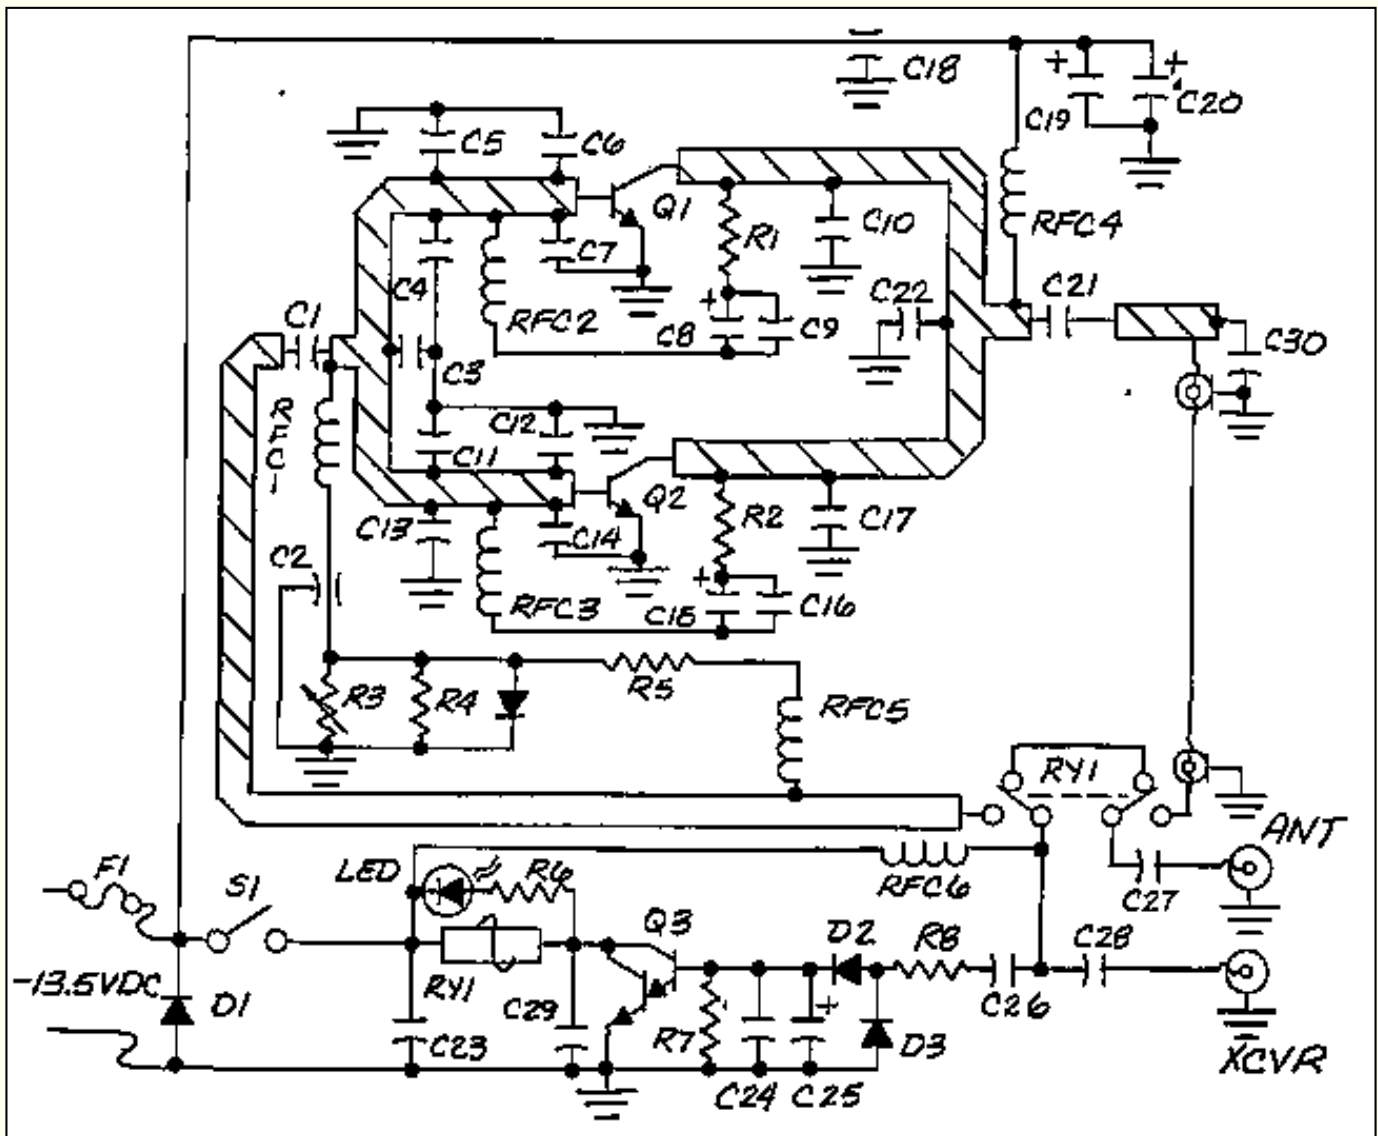 C18
C19
C20
C5
C6
Q1
R1
C10
RFC4
C7
C4
RFC2
C8
C9
C22
C21
C1
C3
C30
RFC1
C12
C11
Q2
R2
C17
C13
C14
C2
RFC3
C15
C16
R3
R4
R5
RFC5
RY1
ANT
LED
R6
RFC6
C27
F1
S1
Q3
D2
R8
C28
-13.5VDC
D1
RY1
C29
C26
C23
R7
D3
XCVR
C24
C25
+
+
+
+
+